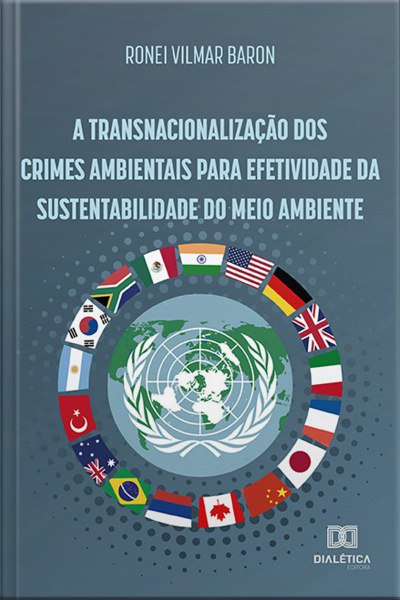 RONEI VILMAR BARON
A TRANSNACIONALIZAÇÃO DOS
CRIMES AMBIENTAIS PARA EFETIVIDADE DA
SUSTENTABILIDADE DO MEIO AMBIENTE
DIALÉTICA
EDITORA